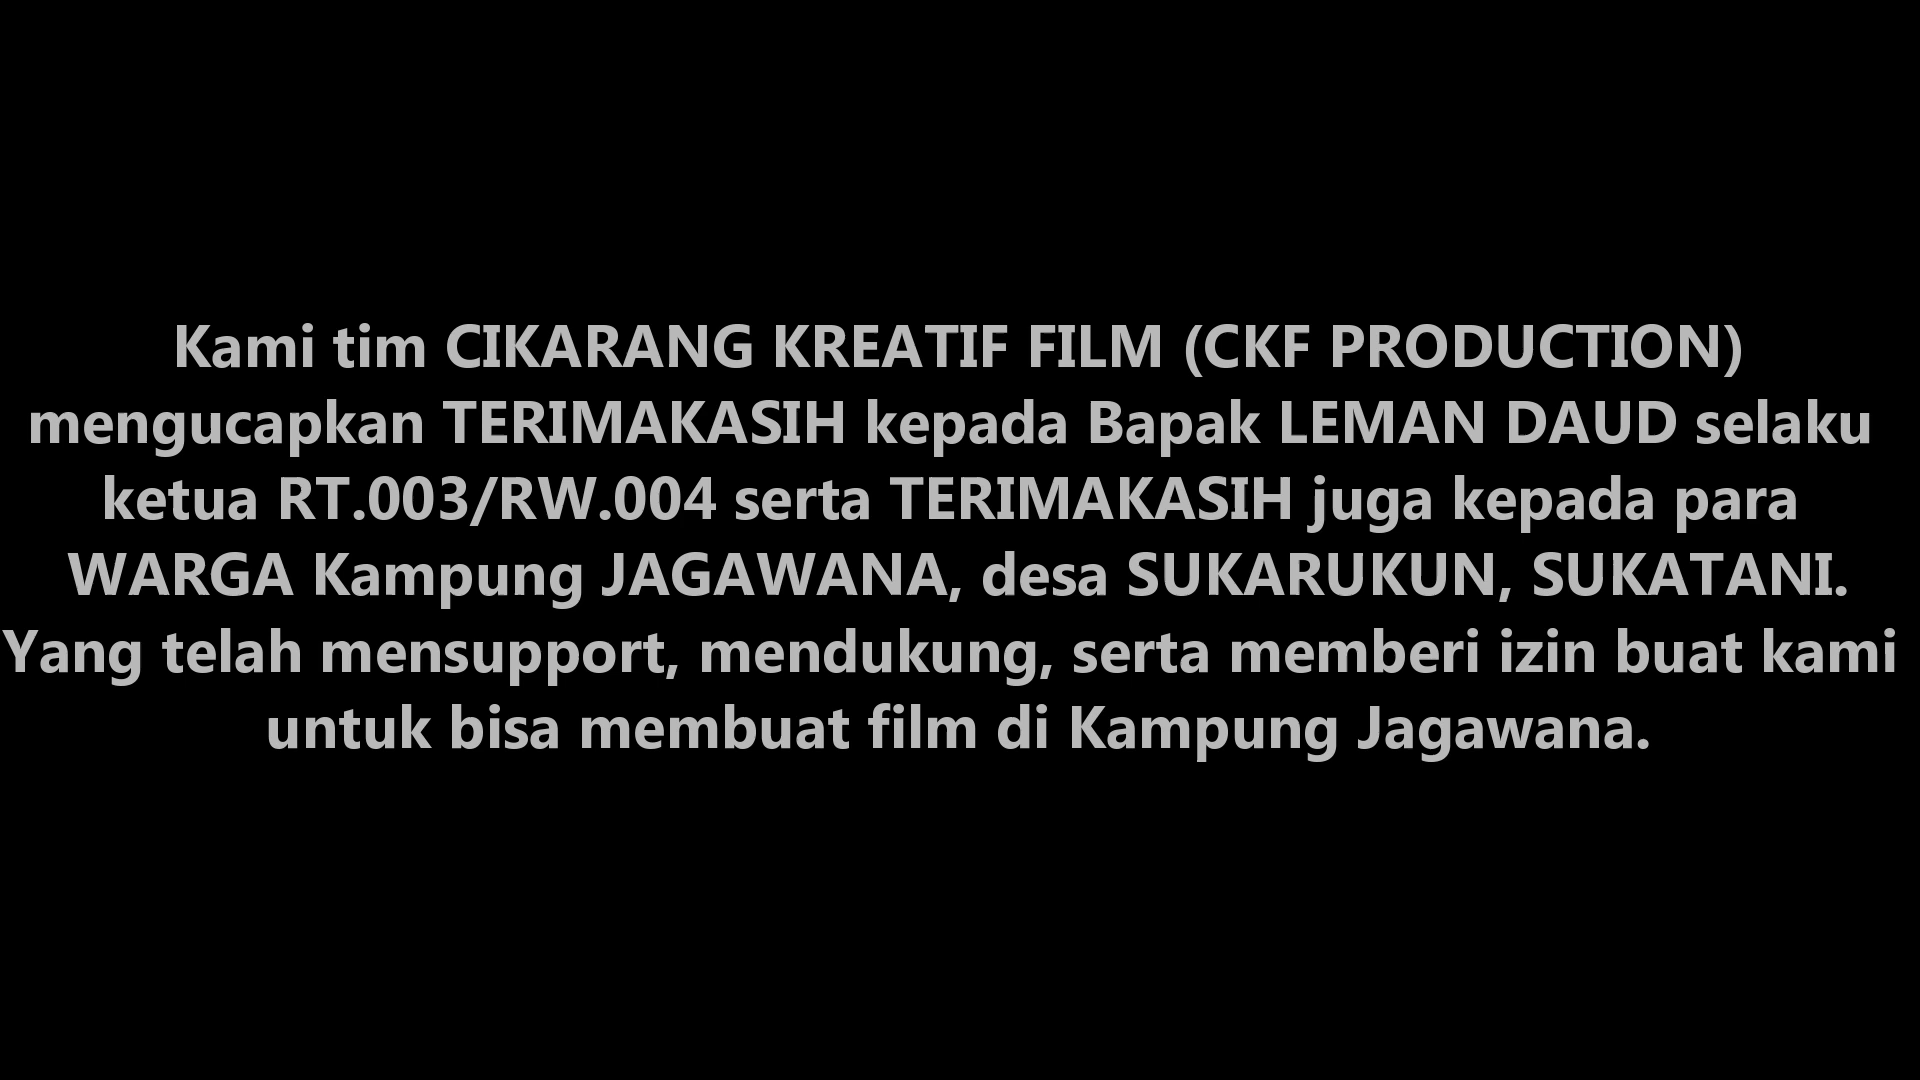 Kami tim CIKARANG KREATIF FILM (CKF PRODUCTION)
mengucapkan TERIMAKASIH kepada Bapak LEMAN DAUD selaku
ketua RT.003/RW.004 serta TERIMAKASIH juga kepada para
WARGA Kampung JAGAWANA, desa SUKARUKUN, SUKATANI.
Yang telah mensupport, mendukung, serta memberi izin buat kami
untuk bisa membuat film di Kampung Jagawana.